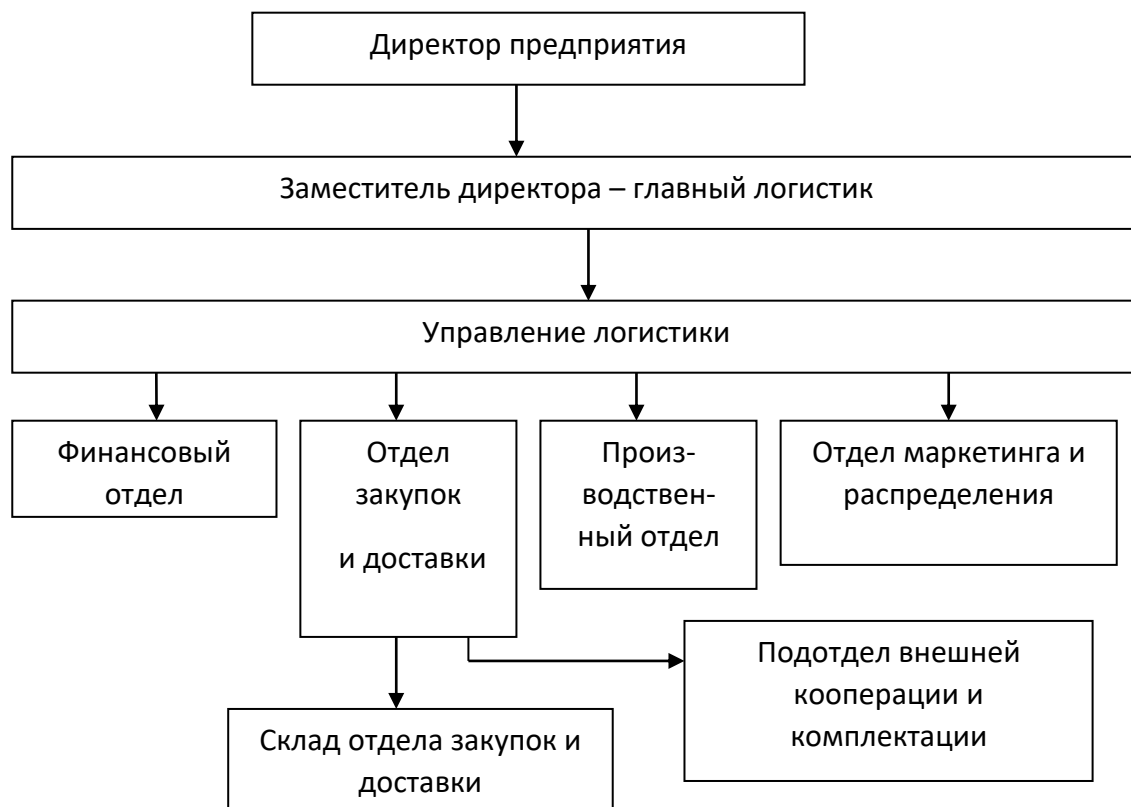 Директор предприятия
Заместитель директора – главный логистик
Управление логистики
Финансовый
отдел
Отдел
закупок
и доставки
Произ-
водствен-
ный отдел
Отдел маркетинга и
распределения
Подотдел внешней
кооперации и
комплектации
Склад отдела закупок и
доставки